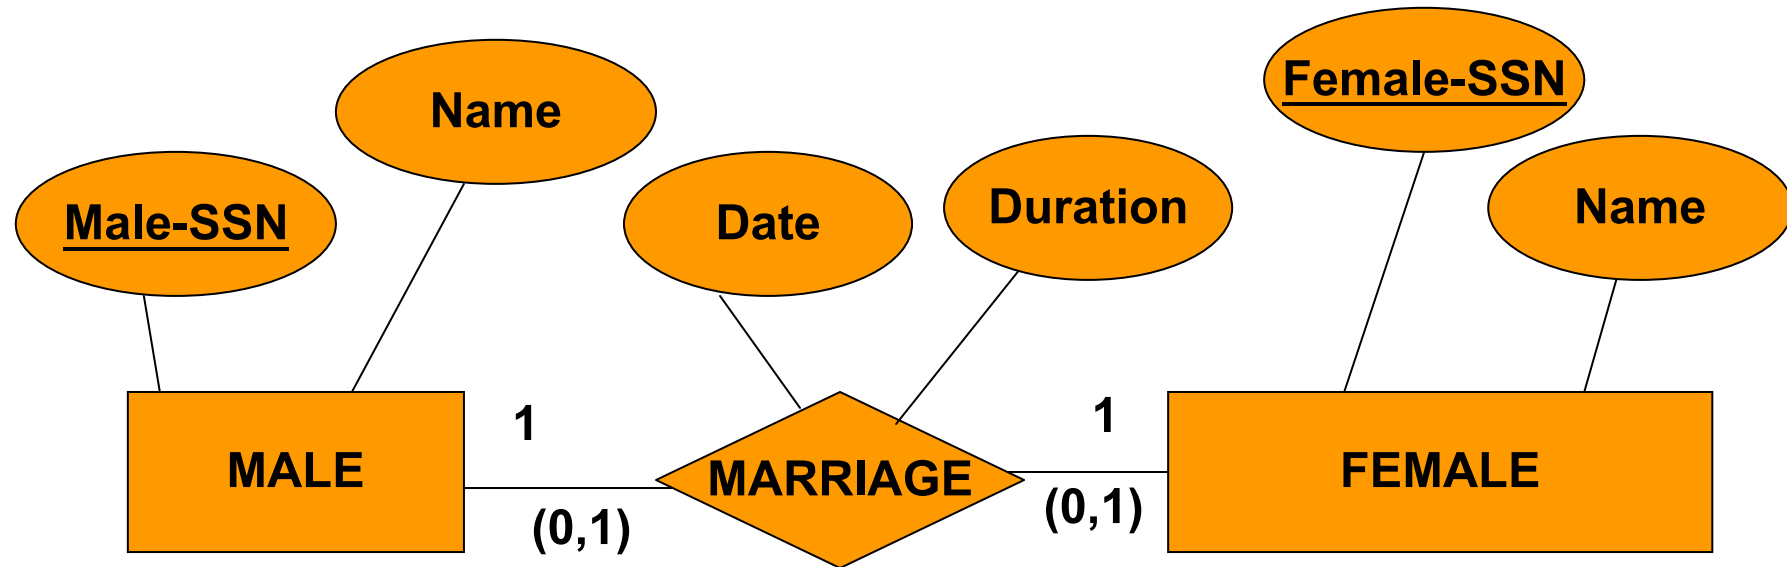 Female-SSN
Name
Male-SSN
Date
Duration
Name
1
1
MALE
MARRIAGE
FEMALE
(0,1)
(0,1)